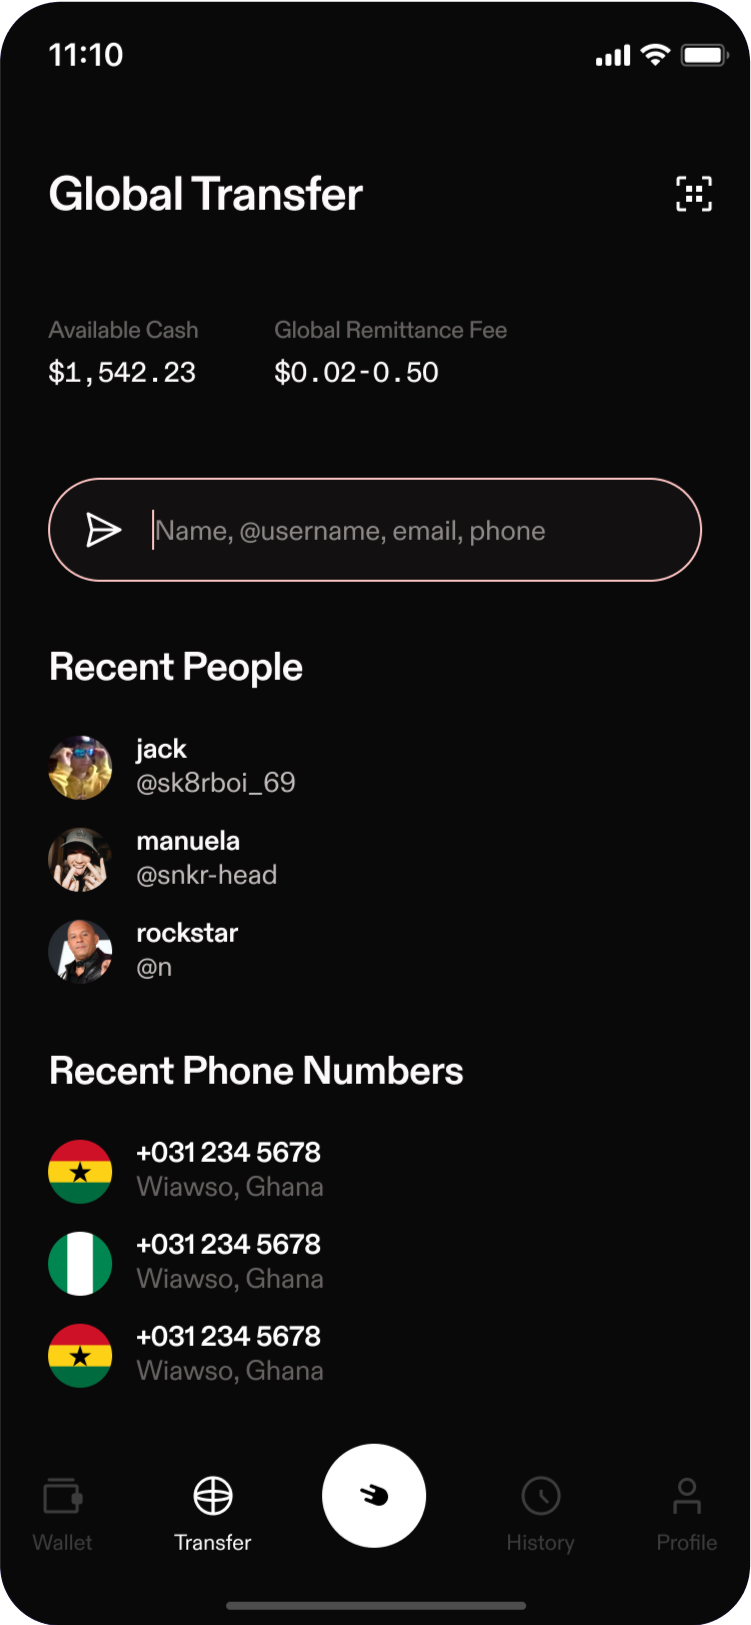 11:10
Global Transfer
Available Cash
Global Remittance Fee
$1,542.23
$0.02-0.50
Name, @username, email, phone
Recent People
jack
@sk8rboi_69
manuela
@snkr-head
rockstar
@n
Recent Phone Numbers
+031 234 5678
Wiawso, Ghana
+031 234 5678
Wiawso, Ghana
+031 234 5678
Wiawso, Ghana
Wallet
Transfer
History
Profile